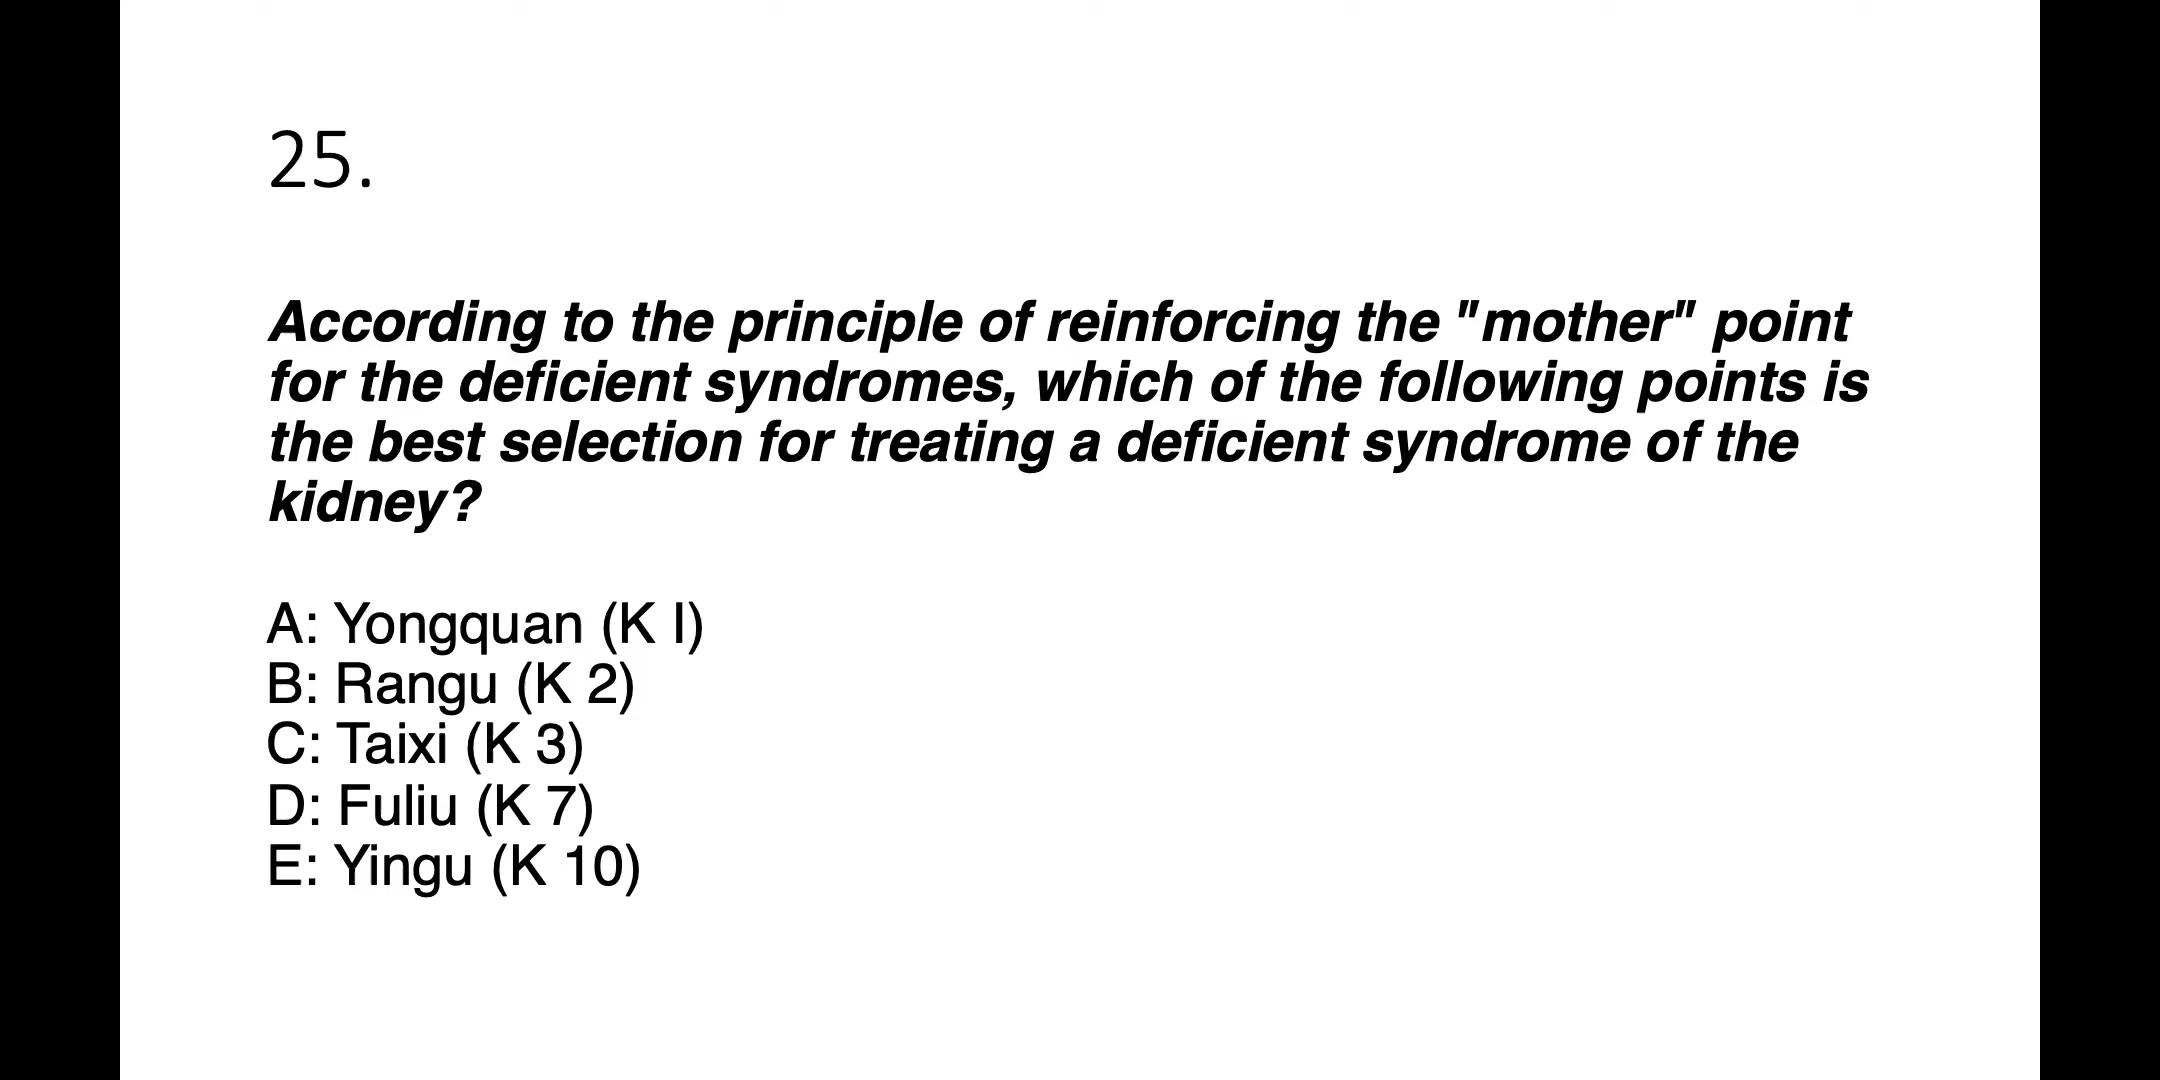 25.
According to the principle of reinforcing the "mother" point
for the deficient syndromes, which of the following points is
the best selection for treating a deficient syndrome of the
kidney?
A: Yongquan (K I)
B: Rangu (K 2)
C: Taixi (K 3)
D: Fuliu (K 7)
E: Yingu (K 10)